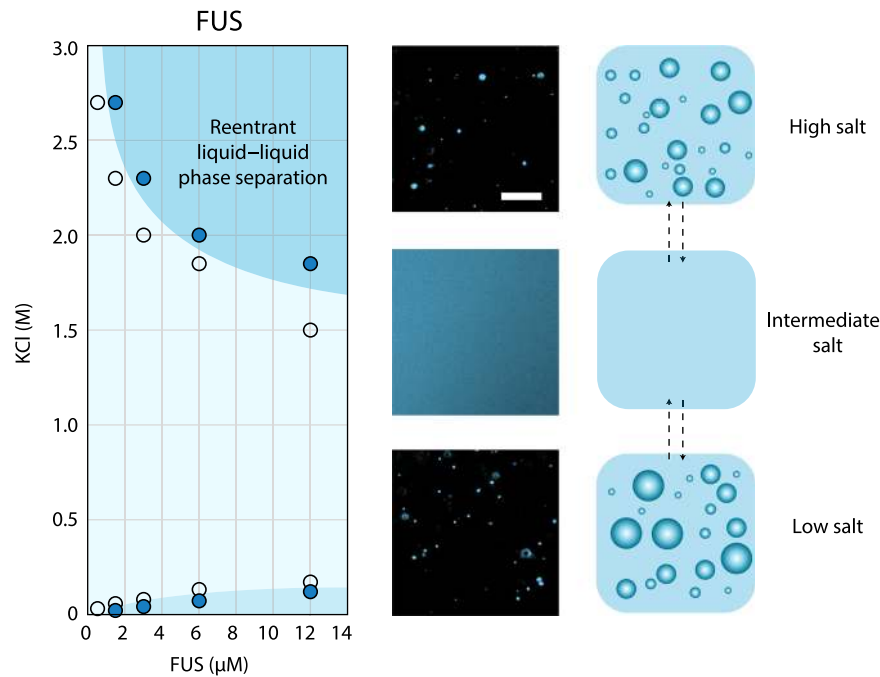 FUS
3.0
2.5
2.0
1.5
1.0
0.5
0
KCl (M)
Reentrant
liquid–liquid
phase separation
0 2 4 6 8 10 12 14
FUS (μM)
High salt
Intermediate
salt
Low salt